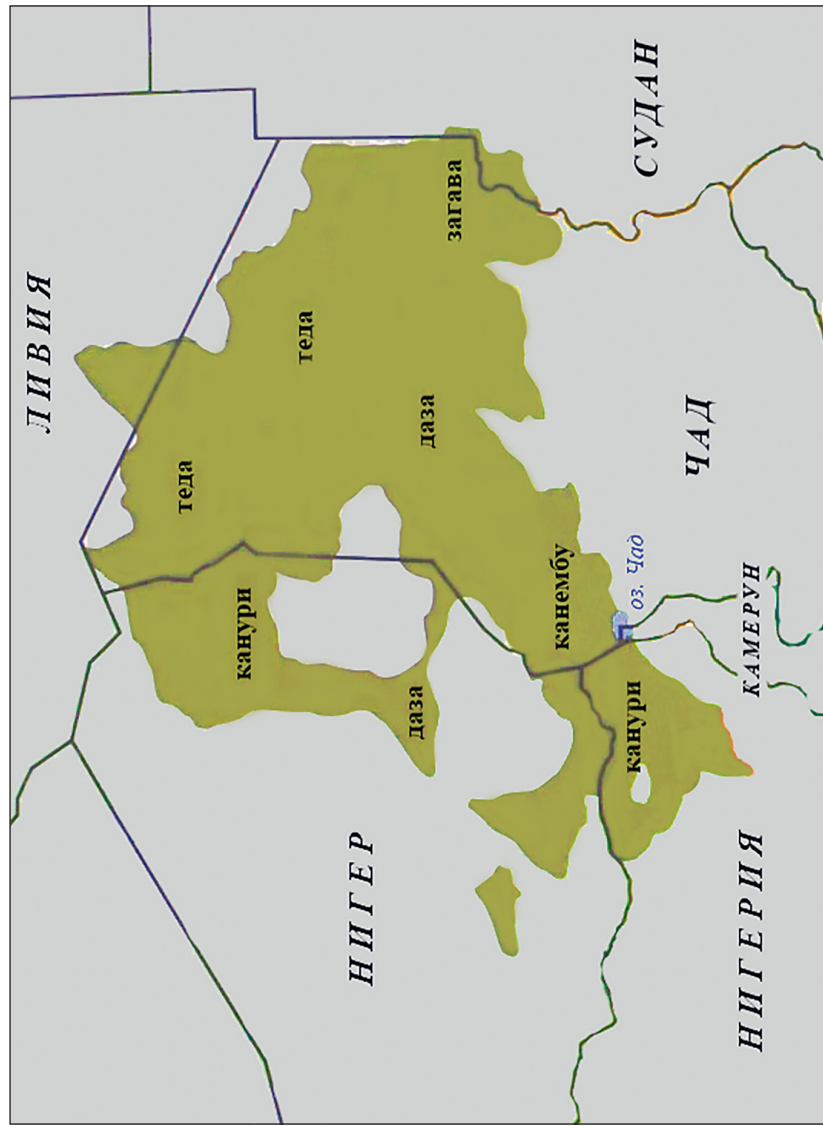 ЛИВИЯ
теда
теда
канури
НИГЕР
загава
даза
даза
СУДАН
канембу
оз. Чад
канури
ЧАД
КАМЕРУН
НИГЕРИЯ